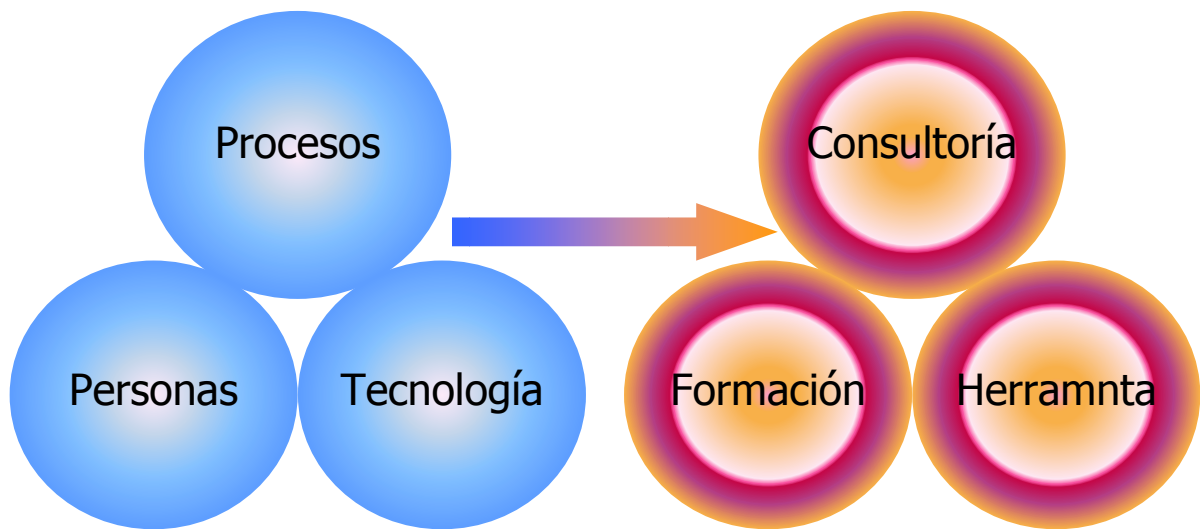 Procesos
Personas
Tecnología
Consultoría
Formación
Herramnta